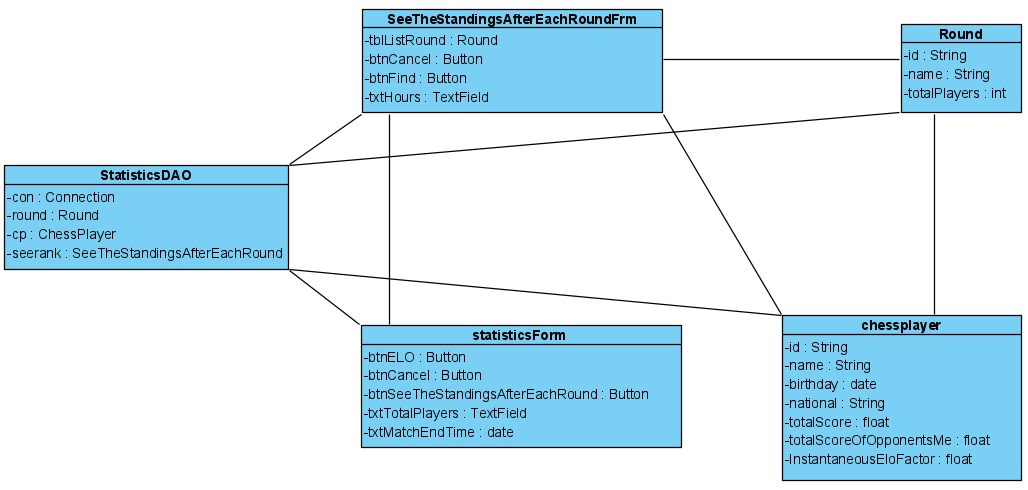 SeeTheStandingsAfterEachRoundFrm
-tblListRound : Round
-btnCancel : Button
-btnFind : Button
-txtHours : TextField
Round
-id : String
-name : String
-totalPlayers : int
StatisticsDAO
-con : Connection
-round : Round
-cp : ChessPlayer
-seerank : SeeTheStandingsAfterEachRound
statisticsForm
-btnELO : Button
-btnCancel : Button
-btnSeeTheStandingsAfterEachRound : Button
-txtTotalPlayers : TextField
-txtMatchEndTime : date
chessplayer
-id : String
-name : String
-birthday : date
-national : String
-totalScore : float
-totalScoreOfOpponentsMe : float
-InstantaneousEloFactor : float